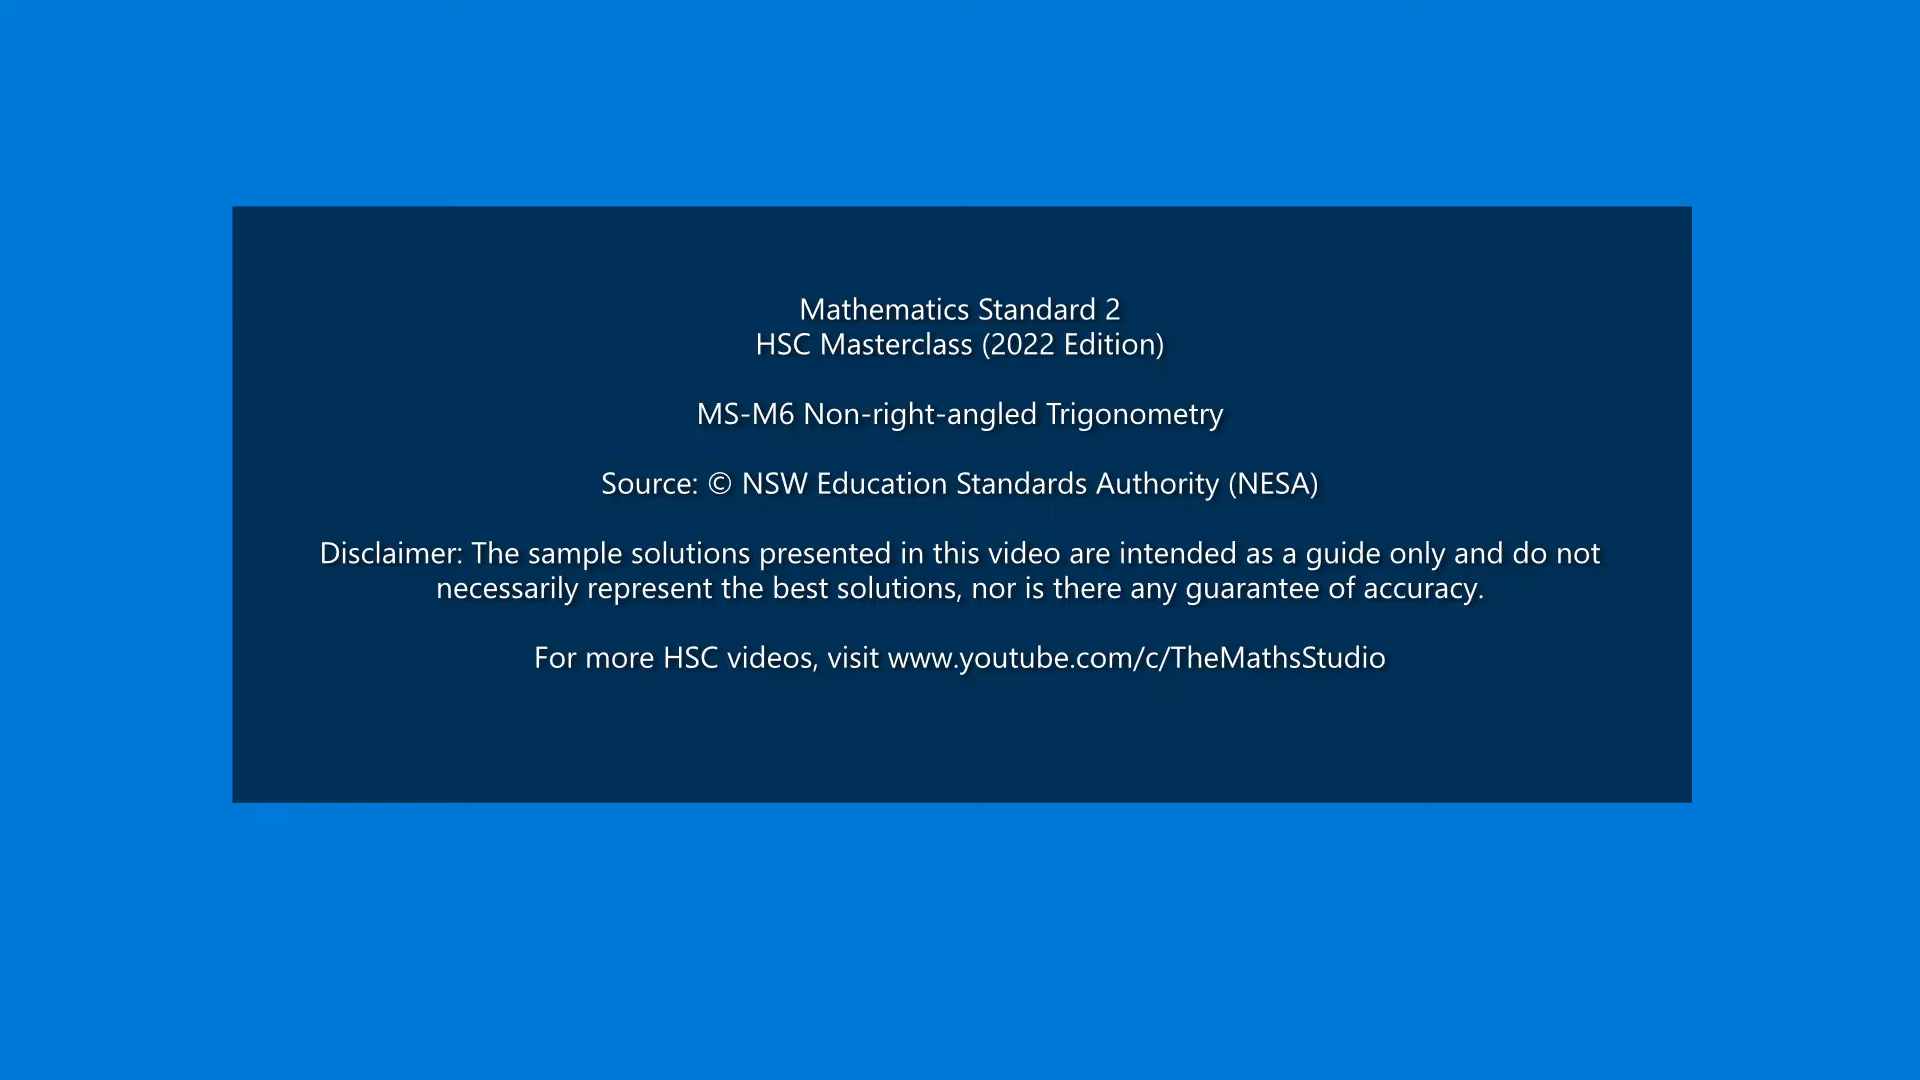 Mathematics Standard 2
HSC Masterclass (2022 Edition)
MS-M6 Non-right-angled Trigonometry
Source: © NSW Education Standards Authority (NESA)
Disclaimer: The sample solutions presented in this video are intended as a guide only and do not
necessarily represent the best solutions, nor is there any guarantee of accuracy.
For more HSC videos, visit www.youtube.com/c/TheMathsStudio